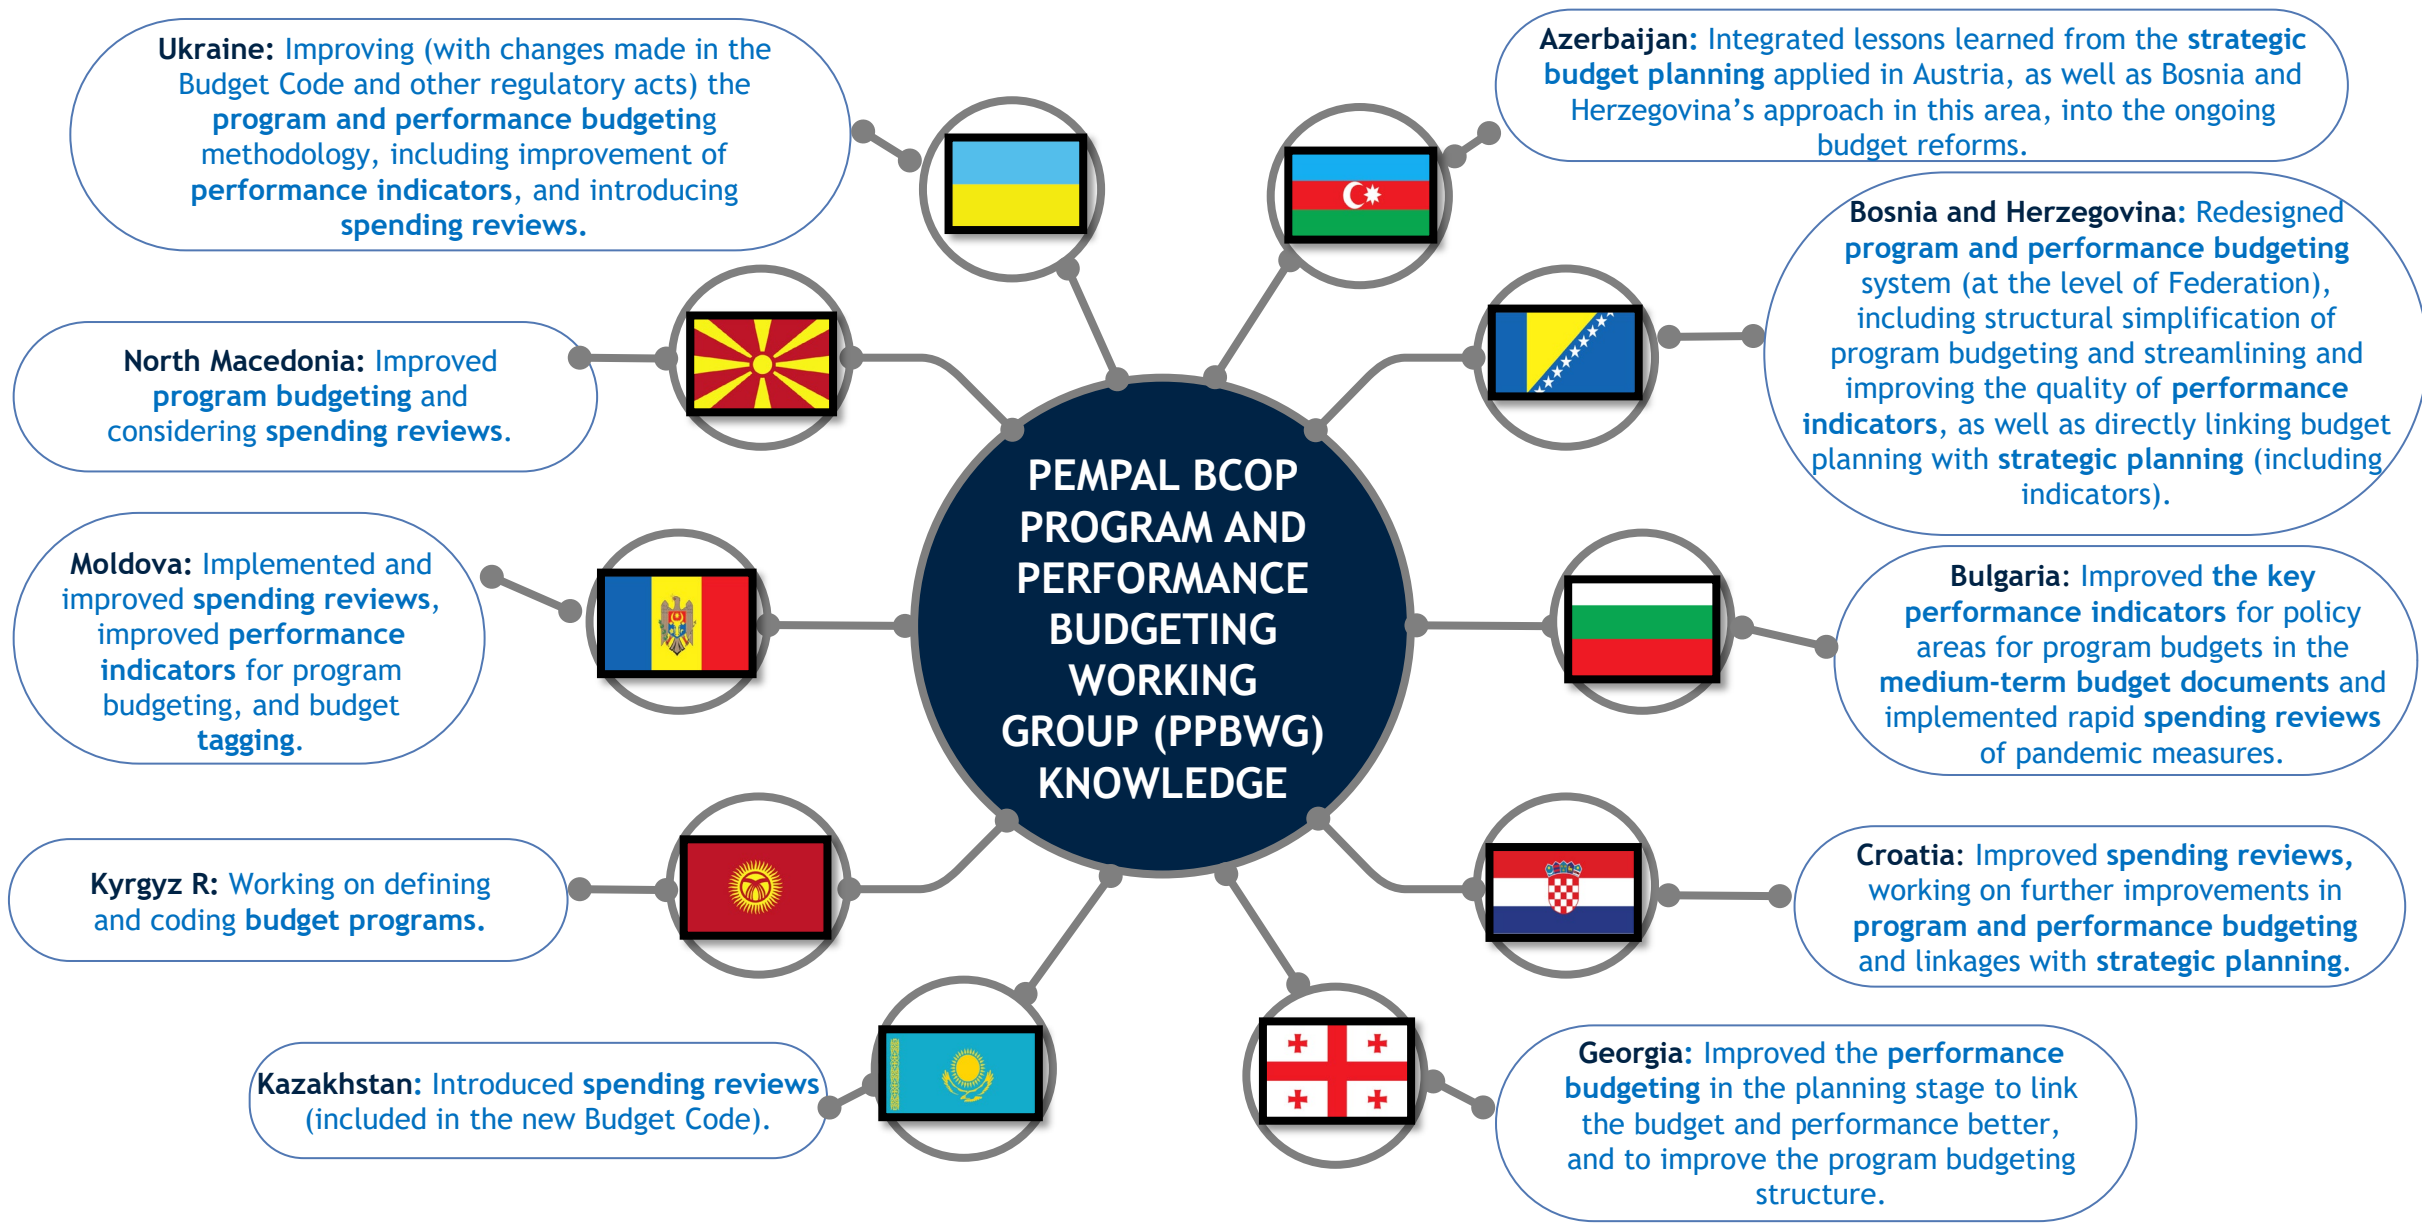 Ukraine: Improving (with changes made in the
Budget Code and other regulatory acts) the
program and performance budgeting
methodology, including improvement of
performance indicators, and introducing
spending reviews.
Azerbaijan: Integrated lessons learned from the strategic
budget planning applied in Austria, as well as Bosnia and
Herzegovina’s approach in this area, into the ongoing
budget reforms.
North Macedonia: Improved
program budgeting and
considering spending reviews.
Bosnia and Herzegovina: Redesigned
program and performance budgeting
system (at the level of Federation),
including structural simplification of
program budgeting and streamlining and
improving the quality of performance
indicators, as well as directly linking budget
planning with strategic planning (including
indicators).
PEMPAL BCOP
PROGRAM AND
PERFORMANCE
BUDGETING
WORKING
GROUP (PPBWG)
KNOWLEDGE
Moldova: Implemented and
improved spending reviews,
improved performance
indicators for program
budgeting, and budget
tagging.
Bulgaria: Improved the key
performance indicators for policy
areas for program budgets in the
medium-term budget documents and
implemented rapid spending reviews
of pandemic measures.
Kyrgyz R: Working on defining
and coding budget programs.
Croatia: Improved spending reviews,
working on further improvements in
program and performance budgeting
and linkages with strategic planning.
Kazakhstan: Introduced spending reviews
(included in the new Budget Code).
Georgia: Improved the performance
budgeting in the planning stage to link
the budget and performance better,
and to improve the program budgeting
structure.